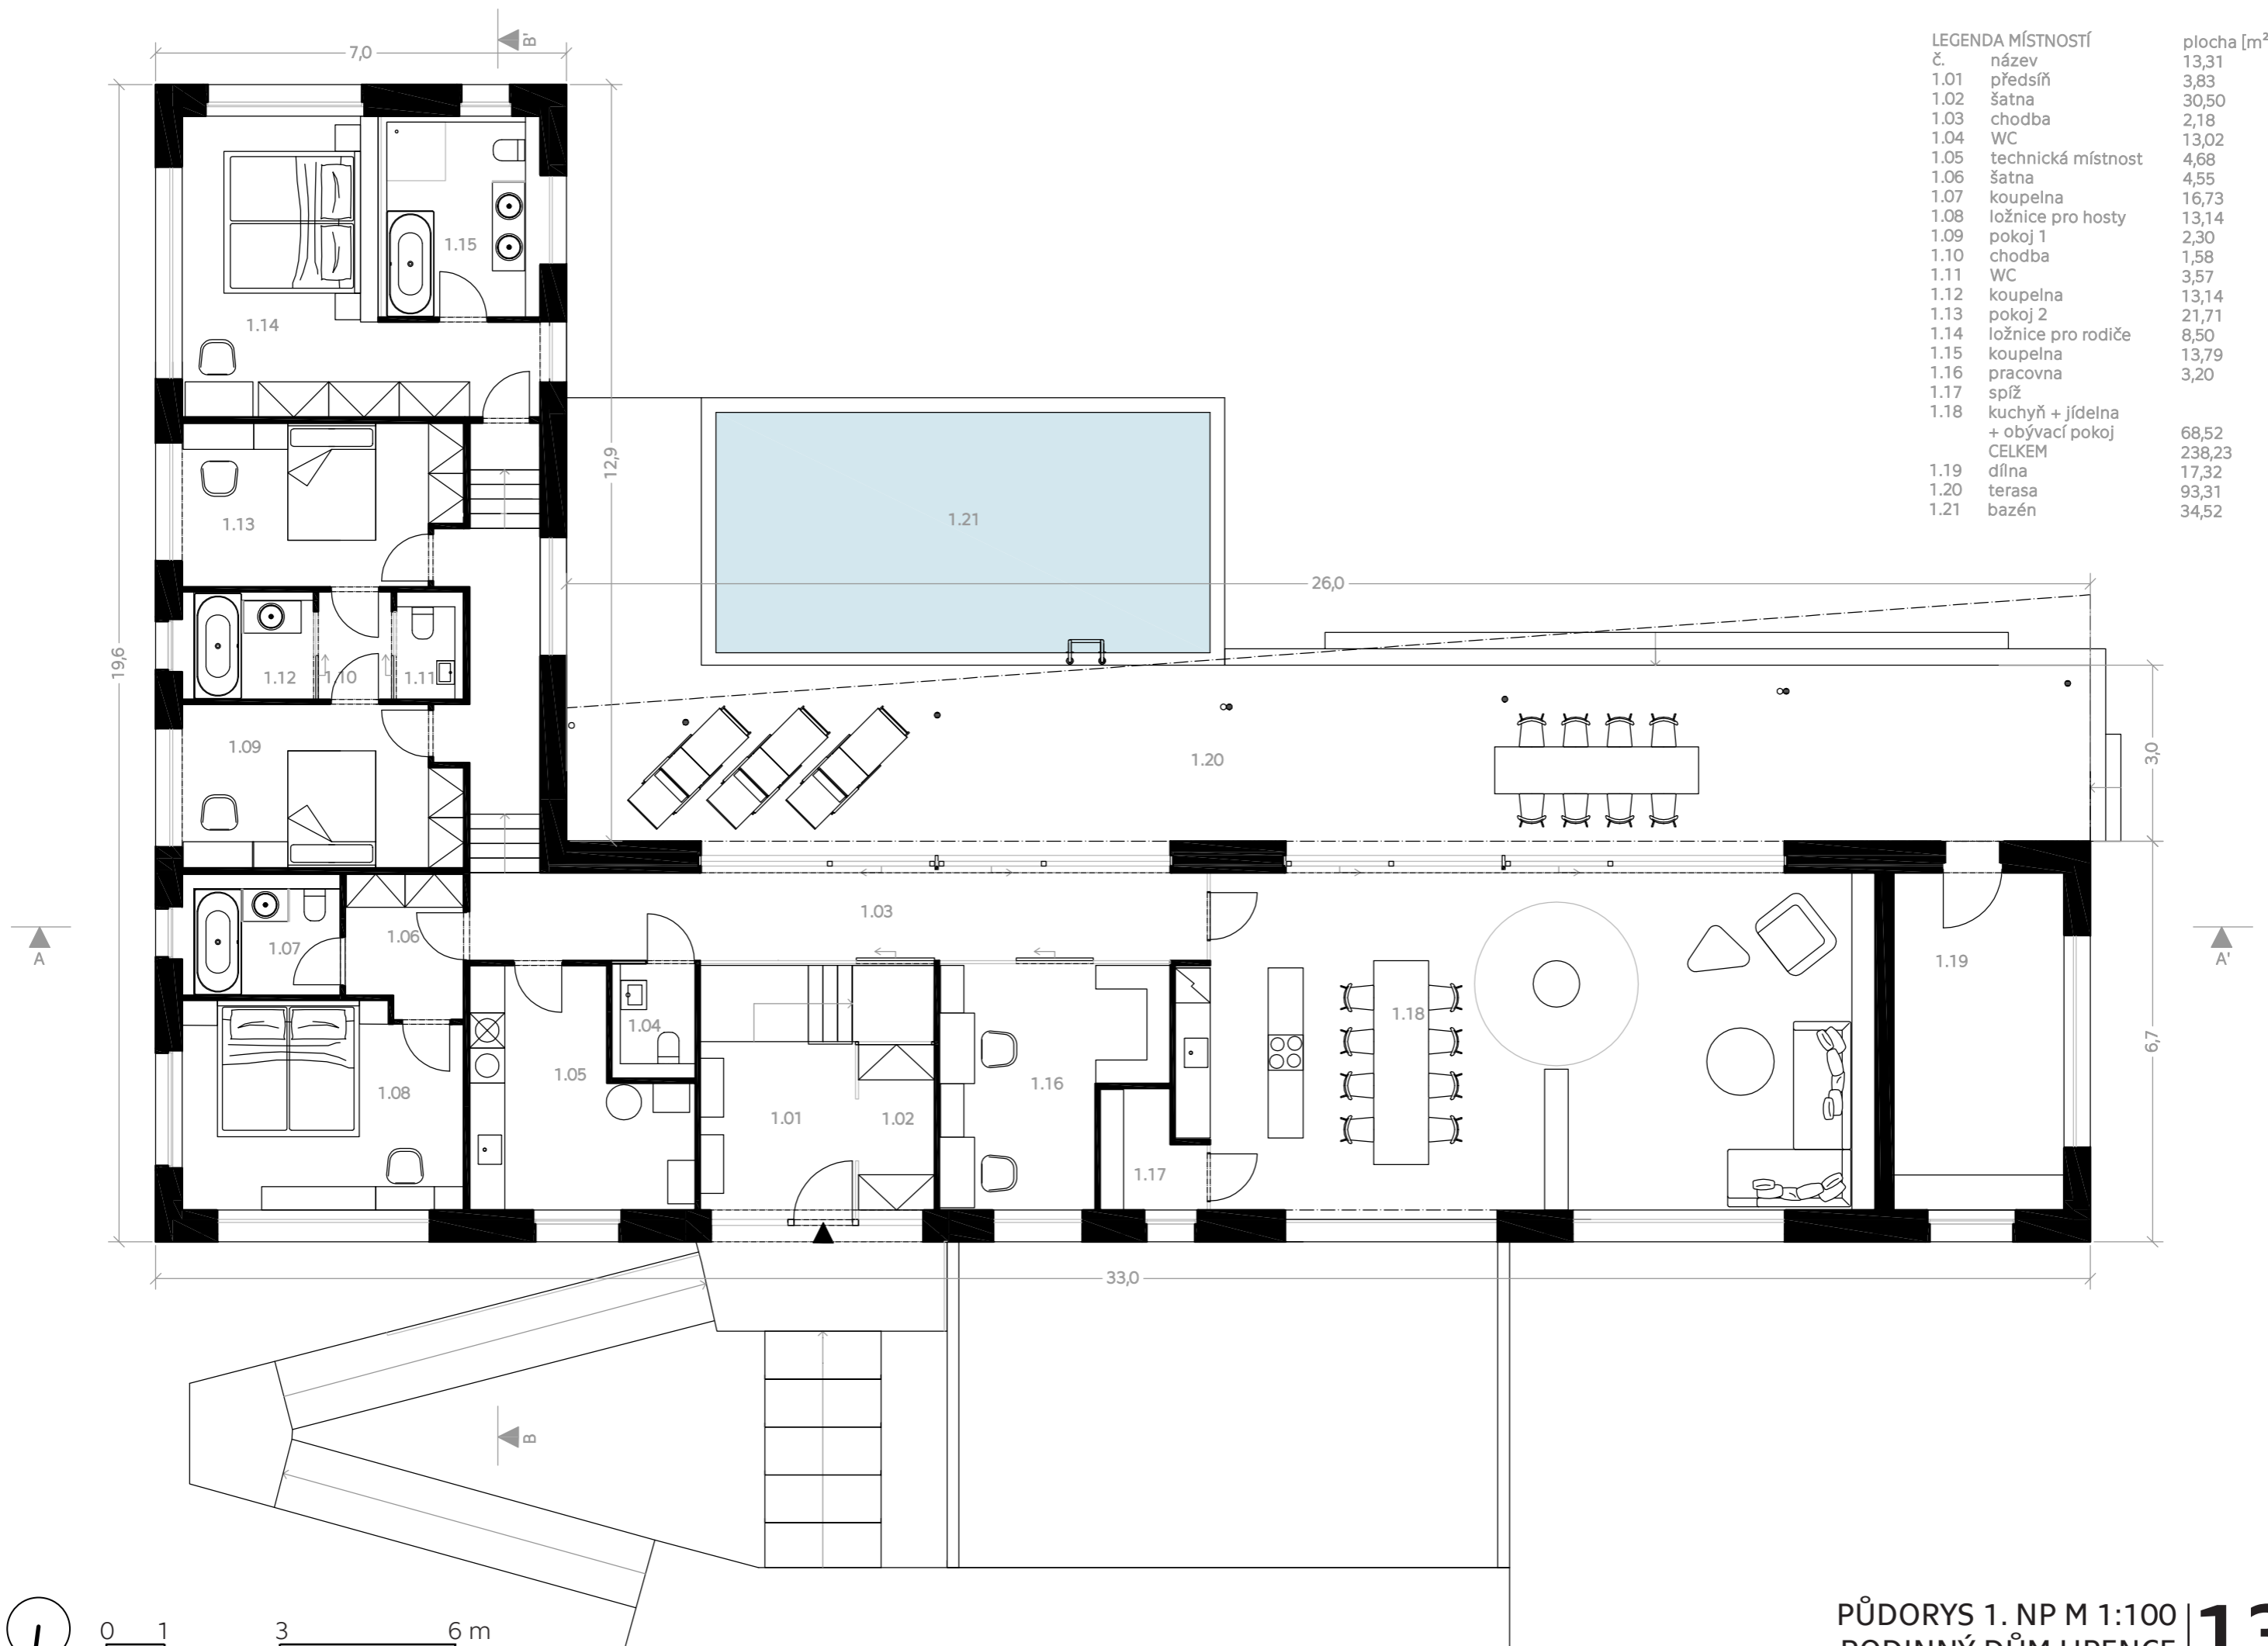 7,0
B'
LEGENDA MÍSTNOSTÍ plocha [m²
č. název 13,31
1.01 předsíň 3,83
1.02 šatna 30,50
1.03 chodba 2,18
1.04 WC 13,02
1.05 technická místnost 4,68
1.06 šatna 4,55
1.07 koupelna 16,73
1.08 ložnice pro hosty 13,14
1.09 pokoj 1 2,30
1.10 chodba 1,58
1.11 WC 3,57
1.12 koupelna 13,14
1.13 pokoj 2 21,71
1.14 ložnice pro rodiče 8,50
1.15 koupelna 13,79
1.16 pracovna 3,20
1.17 spíž
1.18 kuchyň + jídelna
+ obývací pokoj 68,52
CELKEM 238,23
1.19 dílna 17,32
1.20 terasa 93,31
1.21 bazén 34,52
1.15
1.14
12,9
1.13
1.21
26,0
19,6
1.12
1.10
1.11
1.09
1.20
3,0
1.03
1.07
1.06
A
1.19
A'
1.04
1.18
1.05
1.16
6,7
1.08
1.01
1.02
1.17
33,0
B
0 1 3 6 m
PŮDORYS 1. NP M 1:100
RODINNÝ DŮM URENCE
13